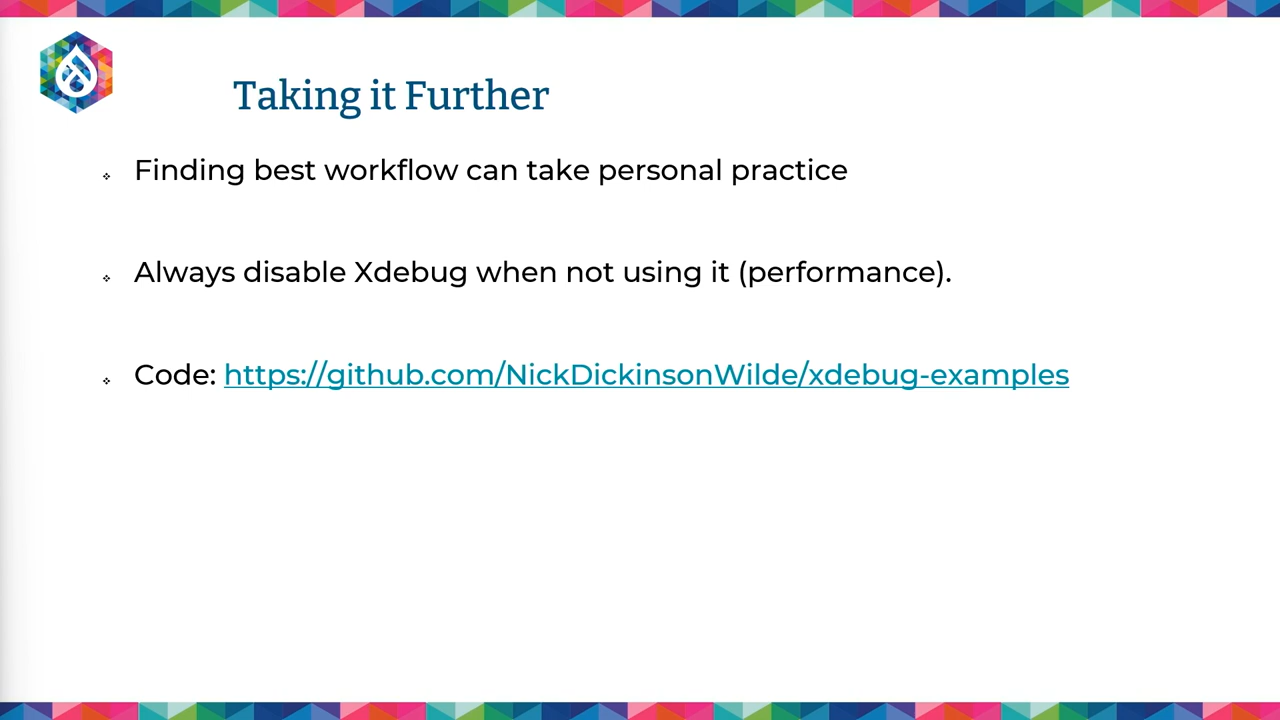 Taking it Further
Finding best workflow can take personal practice
Always disable Xdebug when not using it (performance).
Code: https://github.com/NickDickinsonWilde/xdebug-examples